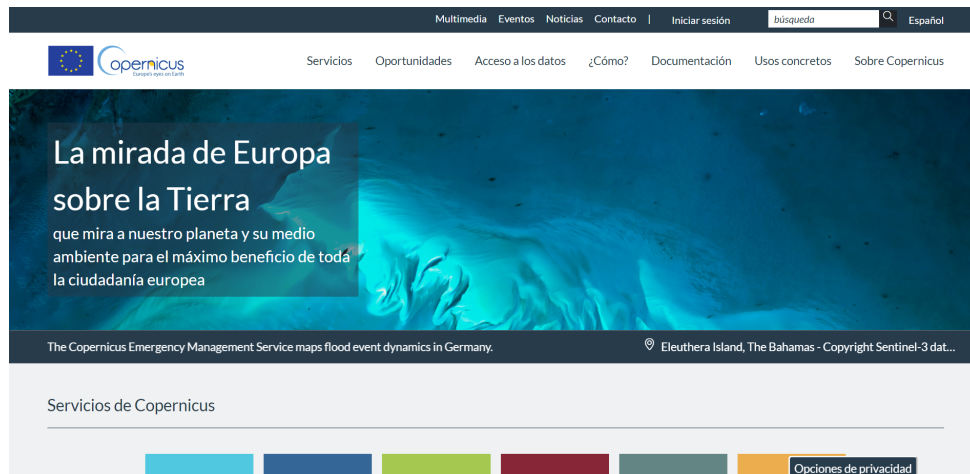 Multimedia Eventos Noticias Contacto | Iniciar sesión búsqueda Español
opernicus
Europe's eyes on Earth
Servicios Oportunidades Acceso a los datos ¿Cómo? Documentación Usos concretos Sobre Copernicus
La mirada de Europa
sobre la Tierra
que mira a nuestro planeta y su medio
ambiente para el máximo beneficio de toda
la ciudadanía europea
The Copernicus Emergency Management Service maps flood event dynamics in Germany. Eleuthera Island, The Bahamas - Copyright Sentinel-3 dat...
Servicios de Copernicus
Opciones de privacidad